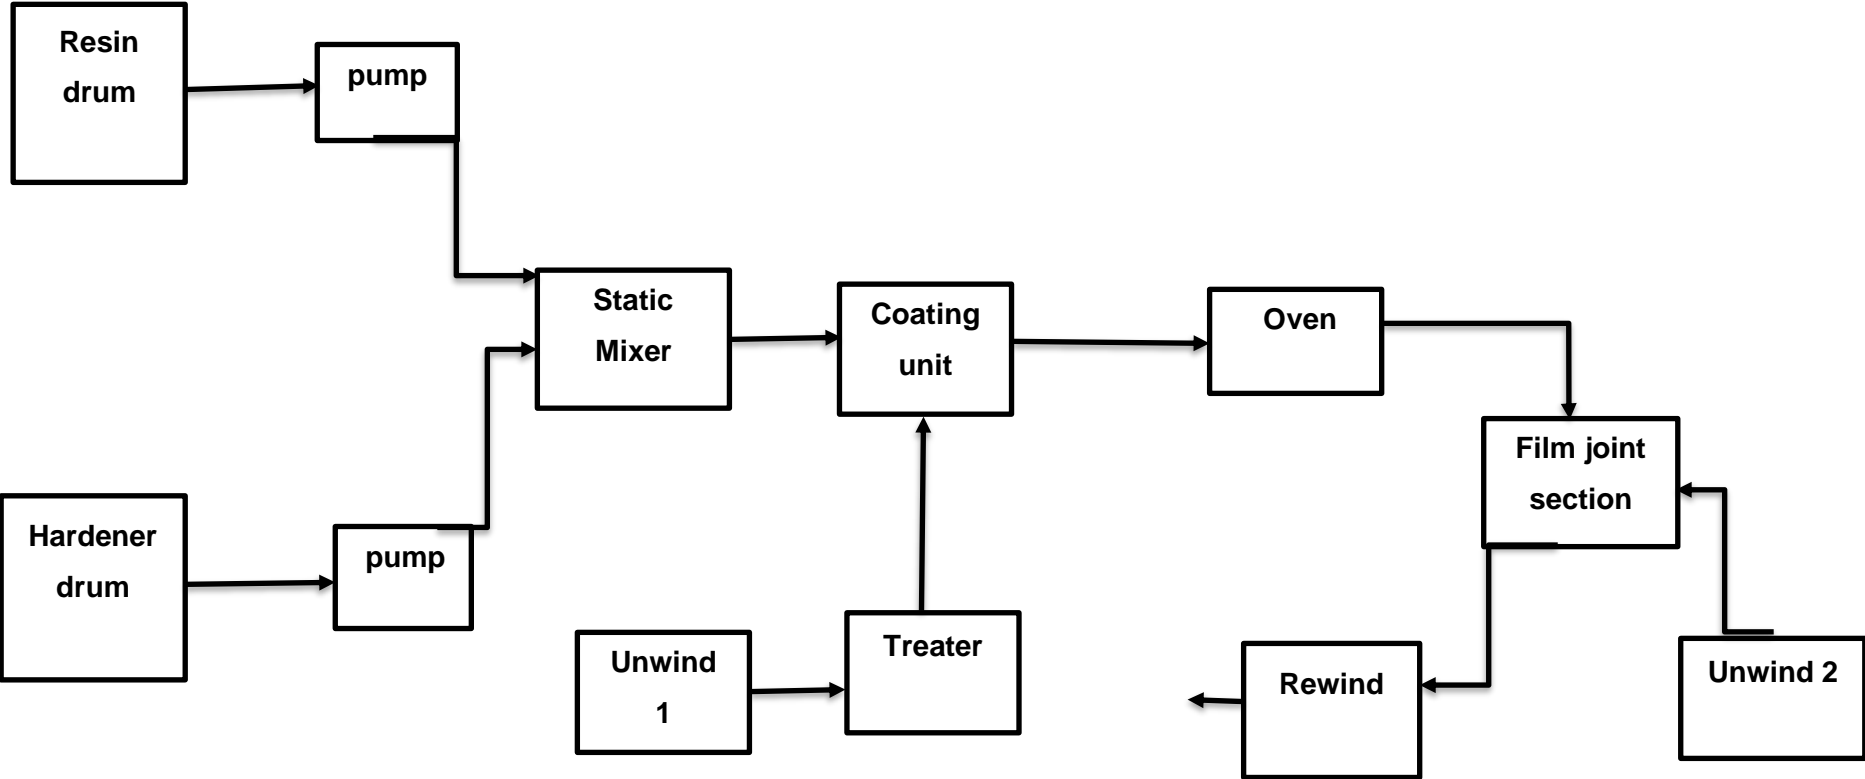 Resin
drum
pump
Static
Mixer
Coating
unit
Oven
Film joint
section
Hardener
drum
pump
Unwind
1
Treater
Rewind
Unwind 2